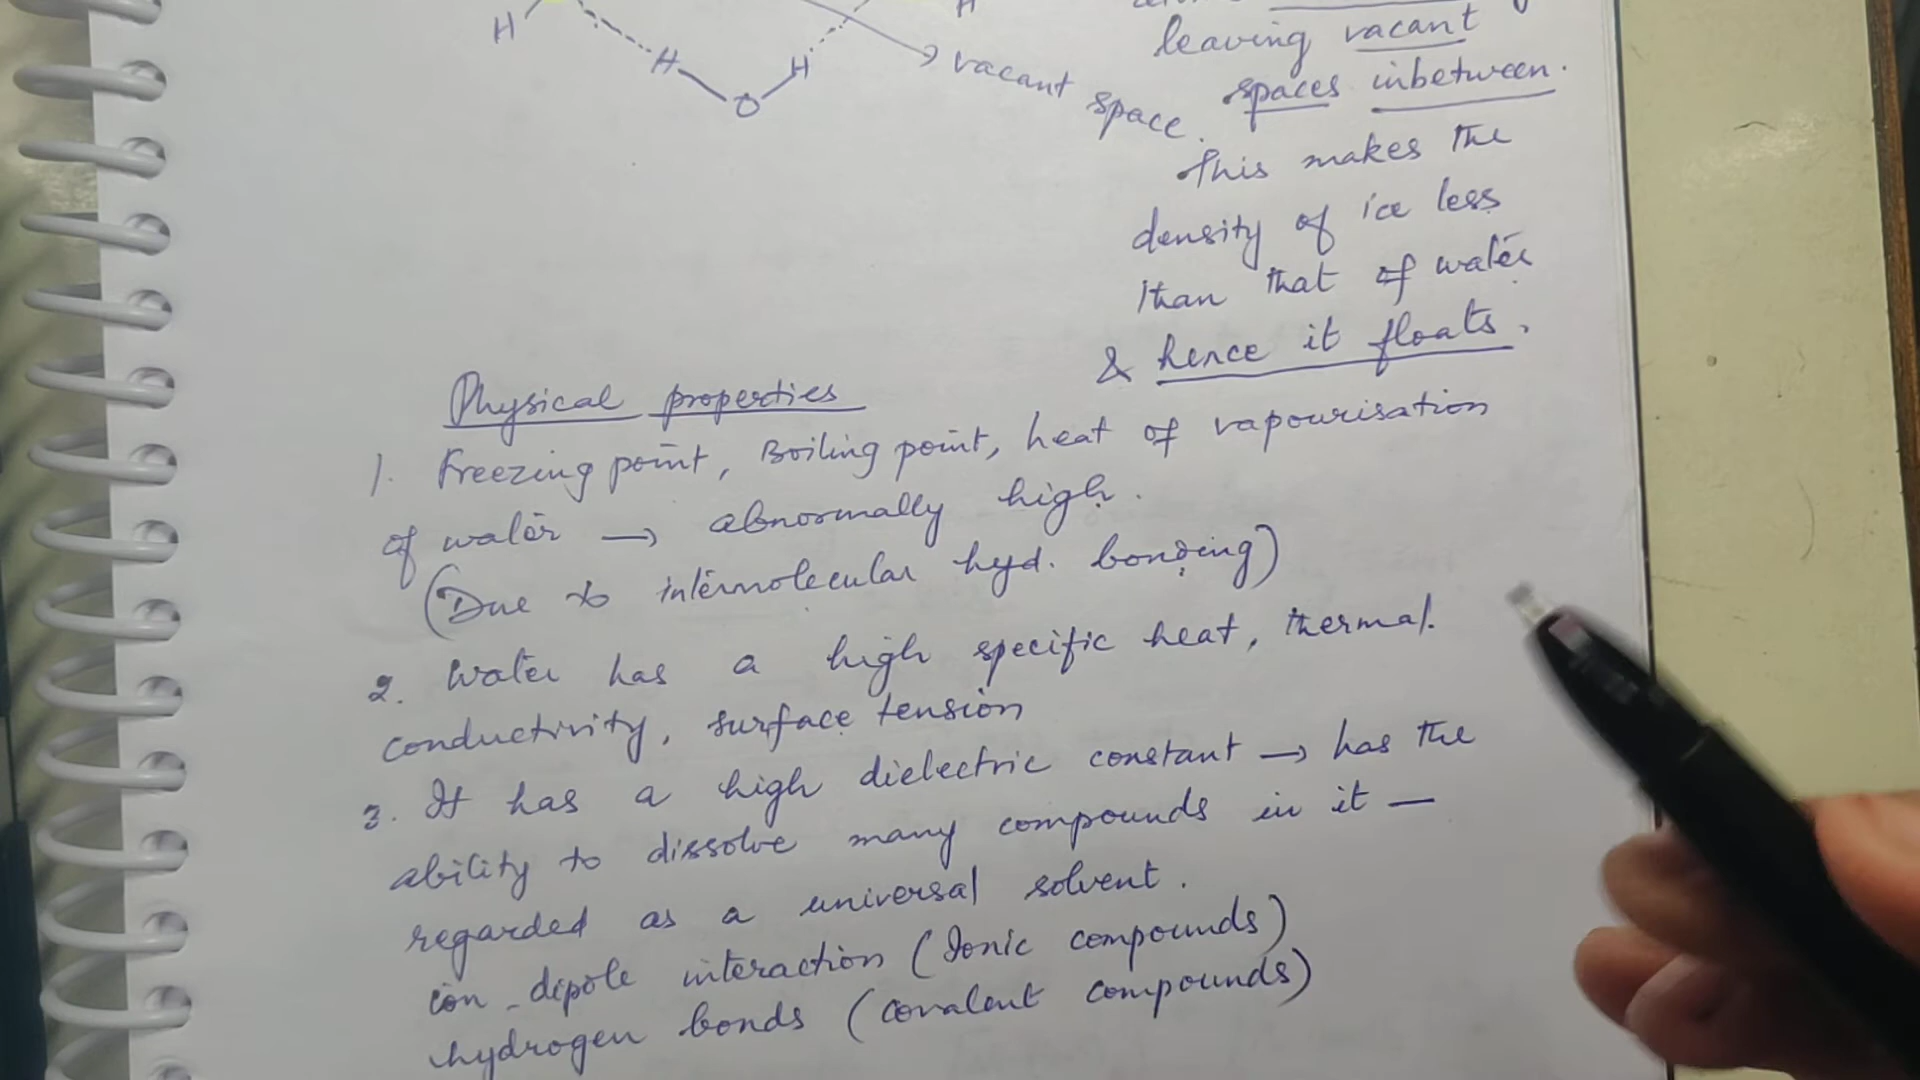 H
H
leaving vacant
H H
→ vacant space.
spaces inbetween.
O
This makes the
density of ice less
than that of water
& hence it floats.
Physical properties
1. Freezing point, Boiling point, heat of vapourisation
of water → abnormally high.
(Due to intermolecular hyd. bonding)
2. Water has a high specific heat, thermal
conductivity, surface tension
3. It has a high dielectric constant → has the
ability to dissolve many compounds in it —
regarded as a universal solvent.
ion-dipole interaction (Ionic compounds)
hydrogen bonds (covalent compounds)